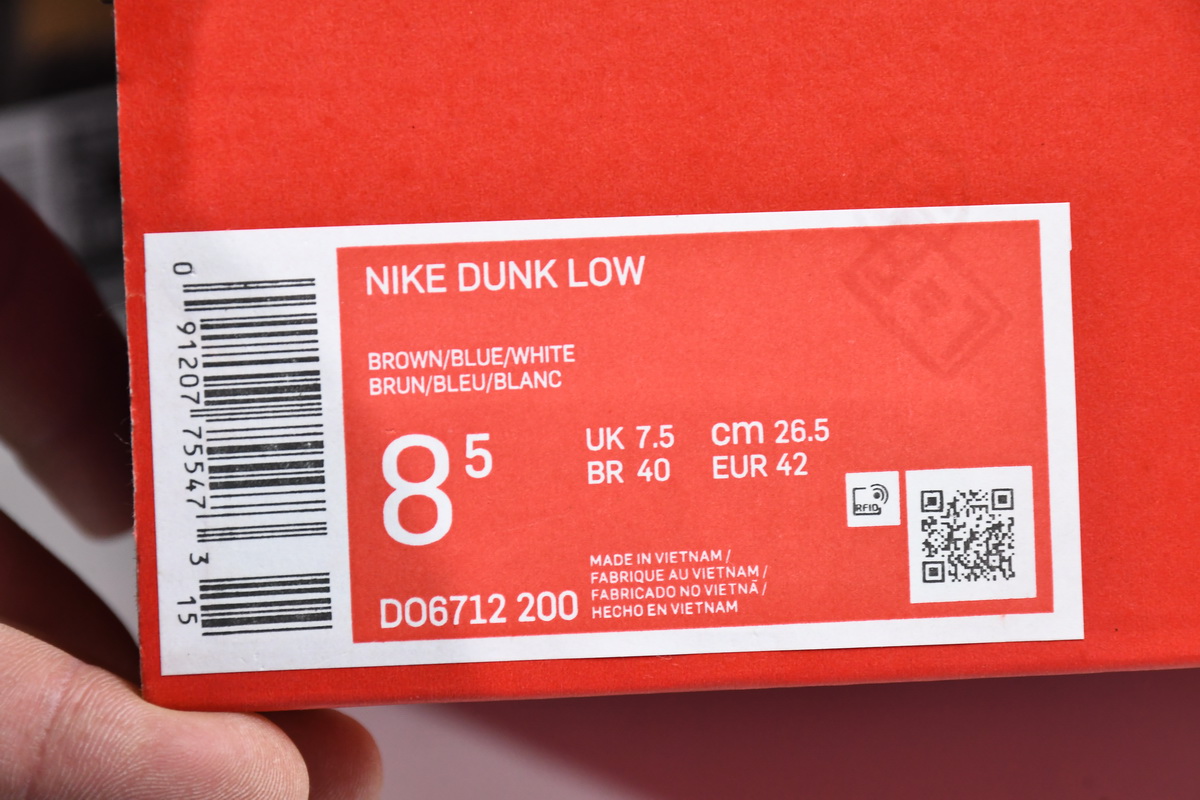 NIKE DUNK LOW
BROWN/BLUE/WHITE
BRUN/BLEU/BLANC
8 5
UK 7.5 cm 26.5
BR 40 EUR 42
RFID
MADE IN VIETNAM /
FABRIQUE AU VIETNAM /
FABRICADO NO VIETNÃ /
HECHO EN VIETNAM
DO6712 200
0 91207 75547 3 15